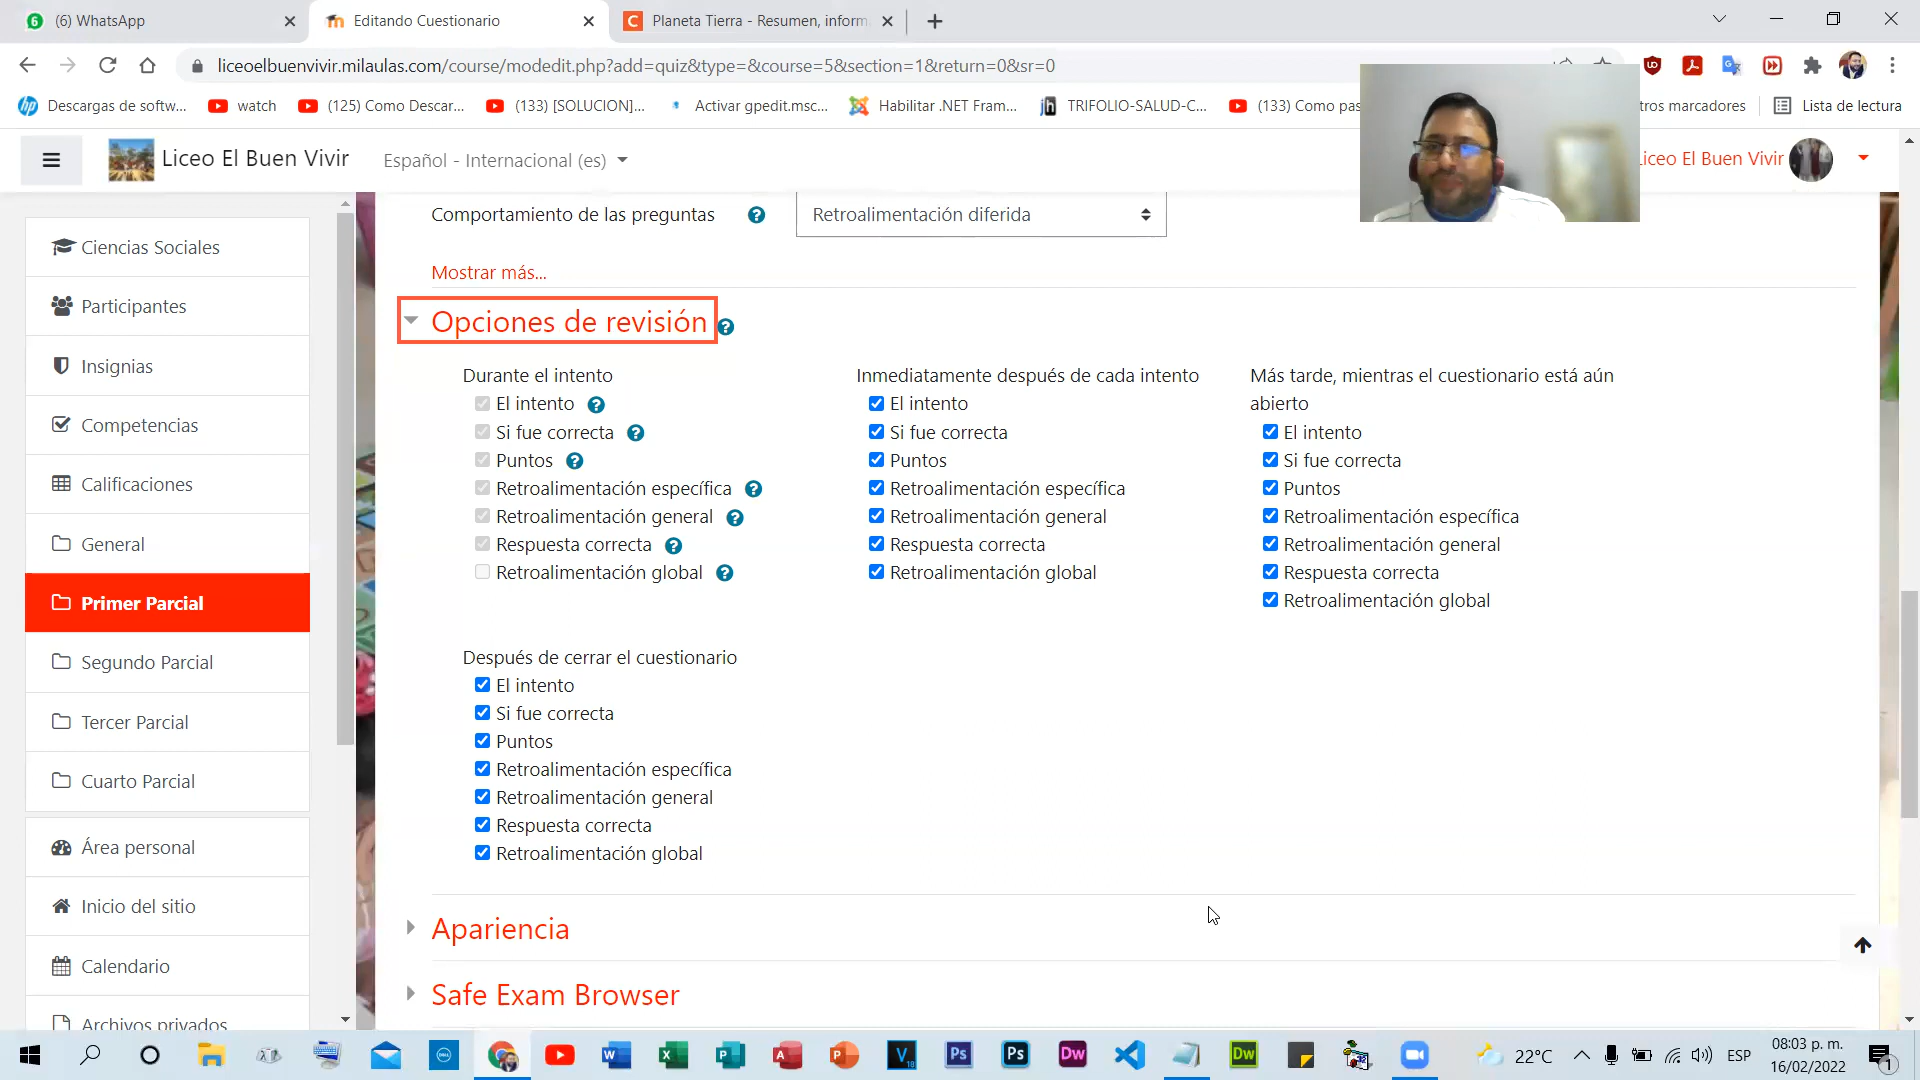 (6) WhatsApp
Editando Cuestionario
Planeta Tierra - Resumen, inform
liceoelbuenvivir.milaulas.com/course/modedit.php?add=quiz&type=&course=5&section=1&return=0&sr=0
Descargas de softw...
watch
(125) Como Descar...
(133) [SOLUCION]...
Activar gpedit.msc...
Habilitar .NET Fram...
TRIFOLIO-SALUD-C...
(133) Como pas
tros marcadores
Lista de lectura
Liceo El Buen Vivir
Español - Internacional (es)
Liceo El Buen Vivir
Ciencias Sociales
Participantes
Insignias
Competencias
Calificaciones
General
Primer Parcial
Segundo Parcial
Tercer Parcial
Cuarto Parcial
Área personal
Inicio del sitio
Calendario
Archivos privados
Comportamiento de las preguntas
Retroalimentación diferida
Mostrar más...
Opciones de revisión
Durante el intento
El intento
Si fue correcta
Puntos
Retroalimentación específica
Retroalimentación general
Respuesta correcta
Retroalimentación global
Inmediatamente después de cada intento
El intento
Si fue correcta
Puntos
Retroalimentación específica
Retroalimentación general
Respuesta correcta
Retroalimentación global
Más tarde, mientras el cuestionario está aún
abierto
El intento
Si fue correcta
Puntos
Retroalimentación específica
Retroalimentación general
Respuesta correcta
Retroalimentación global
Después de cerrar el cuestionario
El intento
Si fue correcta
Puntos
Retroalimentación específica
Retroalimentación general
Respuesta correcta
Retroalimentación global
Apariencia
Safe Exam Browser
22°C
ESP
08:03 p. m.
16/02/2022
1